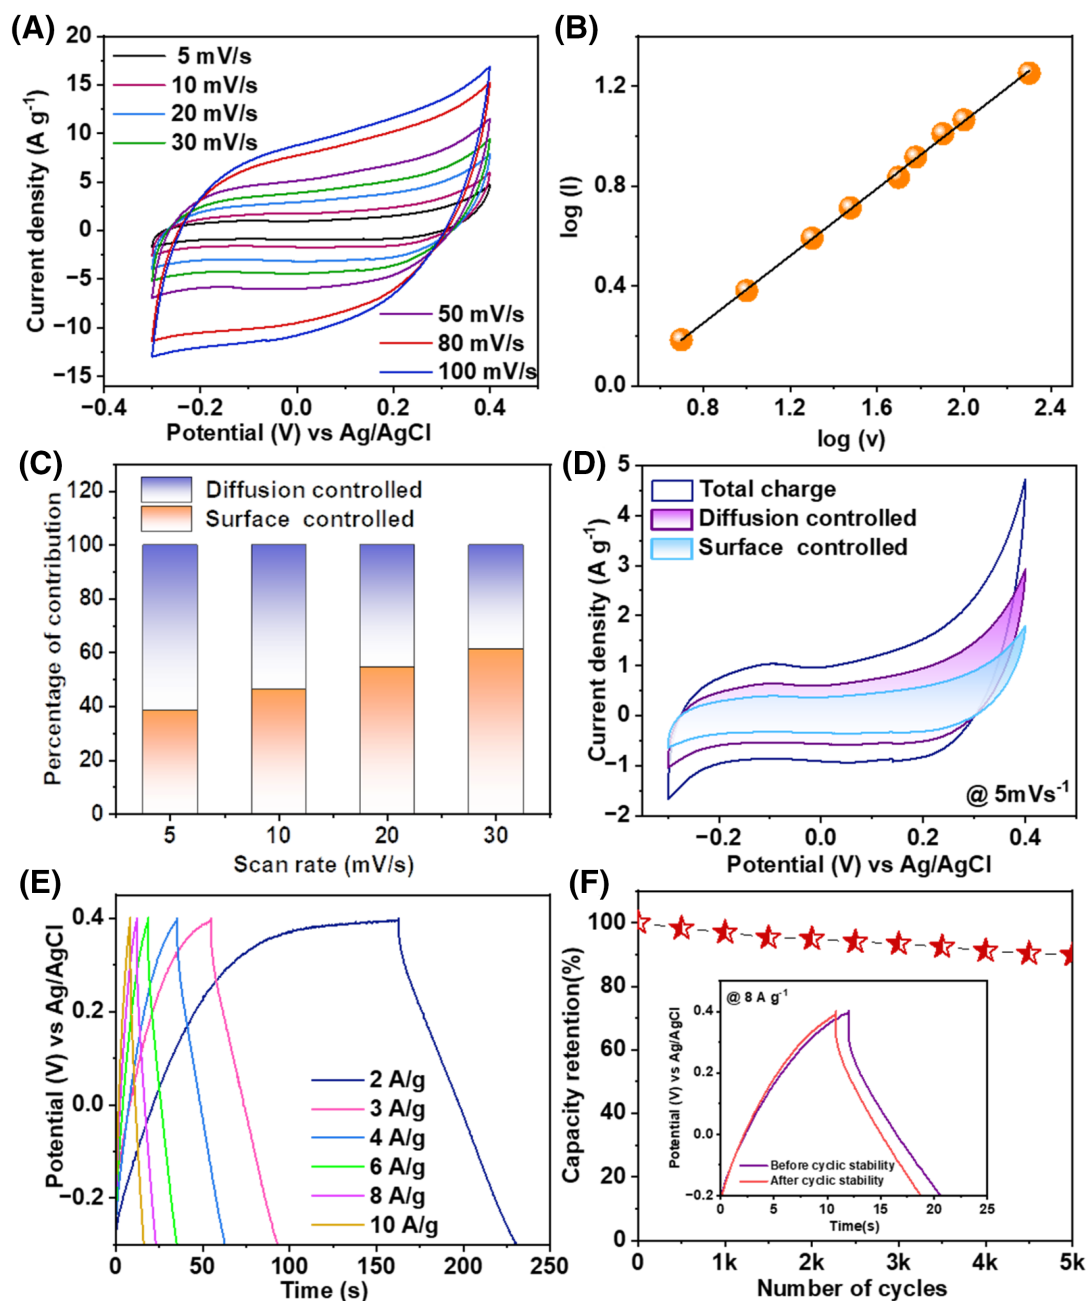 (A)
20
15
10
5
0
−5
−10
−15
Current density (A g-1)
5 mV/s
10 mV/s
20 mV/s
30 mV/s
50 mV/s
80 mV/s
100 mV/s
−0.4 −0.2 0.0 0.2 0.4
Potential (V) vs Ag/AgCl
(B)
1.2
0.8
0.4
0.0
log (I)
0.8 1.2 1.6 2.0 2.4
log (v)
(C)
120
100
80
60
40
20
0
Percentage of contribution
Diffusion controlled
Surface controlled
5 10 20 30
Scan rate (mV/s)
(D)
5
4
3
2
1
0
−1
−2
Current density (A g-1)
Total charge
Diffusion controlled
Surface controlled
@ 5mVs-1
−0.2 0.0 0.2 0.4
Potential (V) vs Ag/AgCl
(E)
0.4
0.2
0.0
−0.2
Potential (V) vs Ag/AgCl
2 A/g
3 A/g
4 A/g
6 A/g
8 A/g
10 A/g
0 50 100 150 200 250
Time (s)
(F)
100
80
60
40
20
0
Capacity retention(%)
@ 8 A g-1
0.4
0.2
0.0
−0.2
Potential (V) vs Ag/AgCl
Before cyclic stability
After cyclic stability
0 5 10 15 20 25
Time(s)
0 1k 2k 3k 4k 5k
Number of cycles